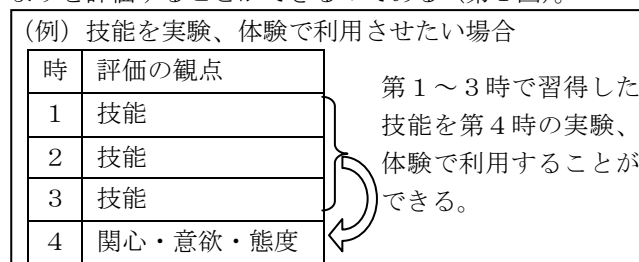 (例)技能を実験、体験で利用させたい場合
時 評価の観点
1 技能
2 技能
3 技能
4 関心・意欲・態度
第1~3時で習得した
技能を第4時の実験、
体験で利用することが
できる。